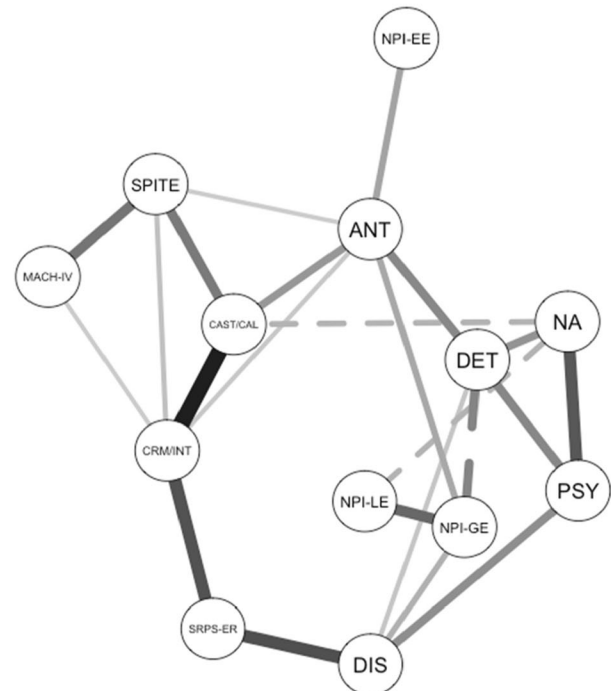 NPI-EE
SPITE
ANT
MACH-IV
CAST/CAL
NA
DET
CRM/INT
NPI-LE
PSY
NPI-GE
SRPS-ER
DIS